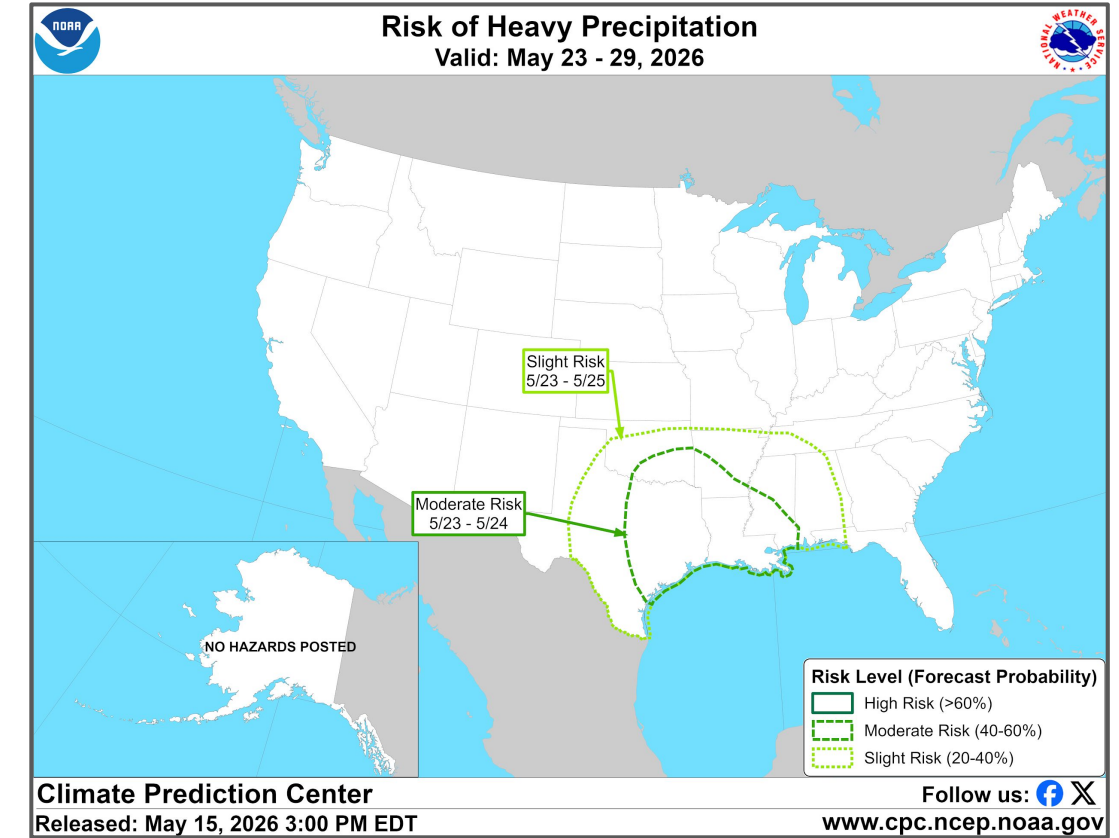 NOAA
Risk of Heavy Precipitation
Valid: May 23 - 29, 2026
NATIONAL WEATHER SERVICE
Slight Risk
5/23 - 5/25
Moderate Risk
5/23 - 5/24
NO HAZARDS POSTED
Risk Level (Forecast Probability)
High Risk (>60%)
Moderate Risk (40-60%)
Slight Risk (20-40%)
Climate Prediction Center
Follow us:
Released: May 15, 2026 3:00 PM EDT
www.cpc.ncep.noaa.gov